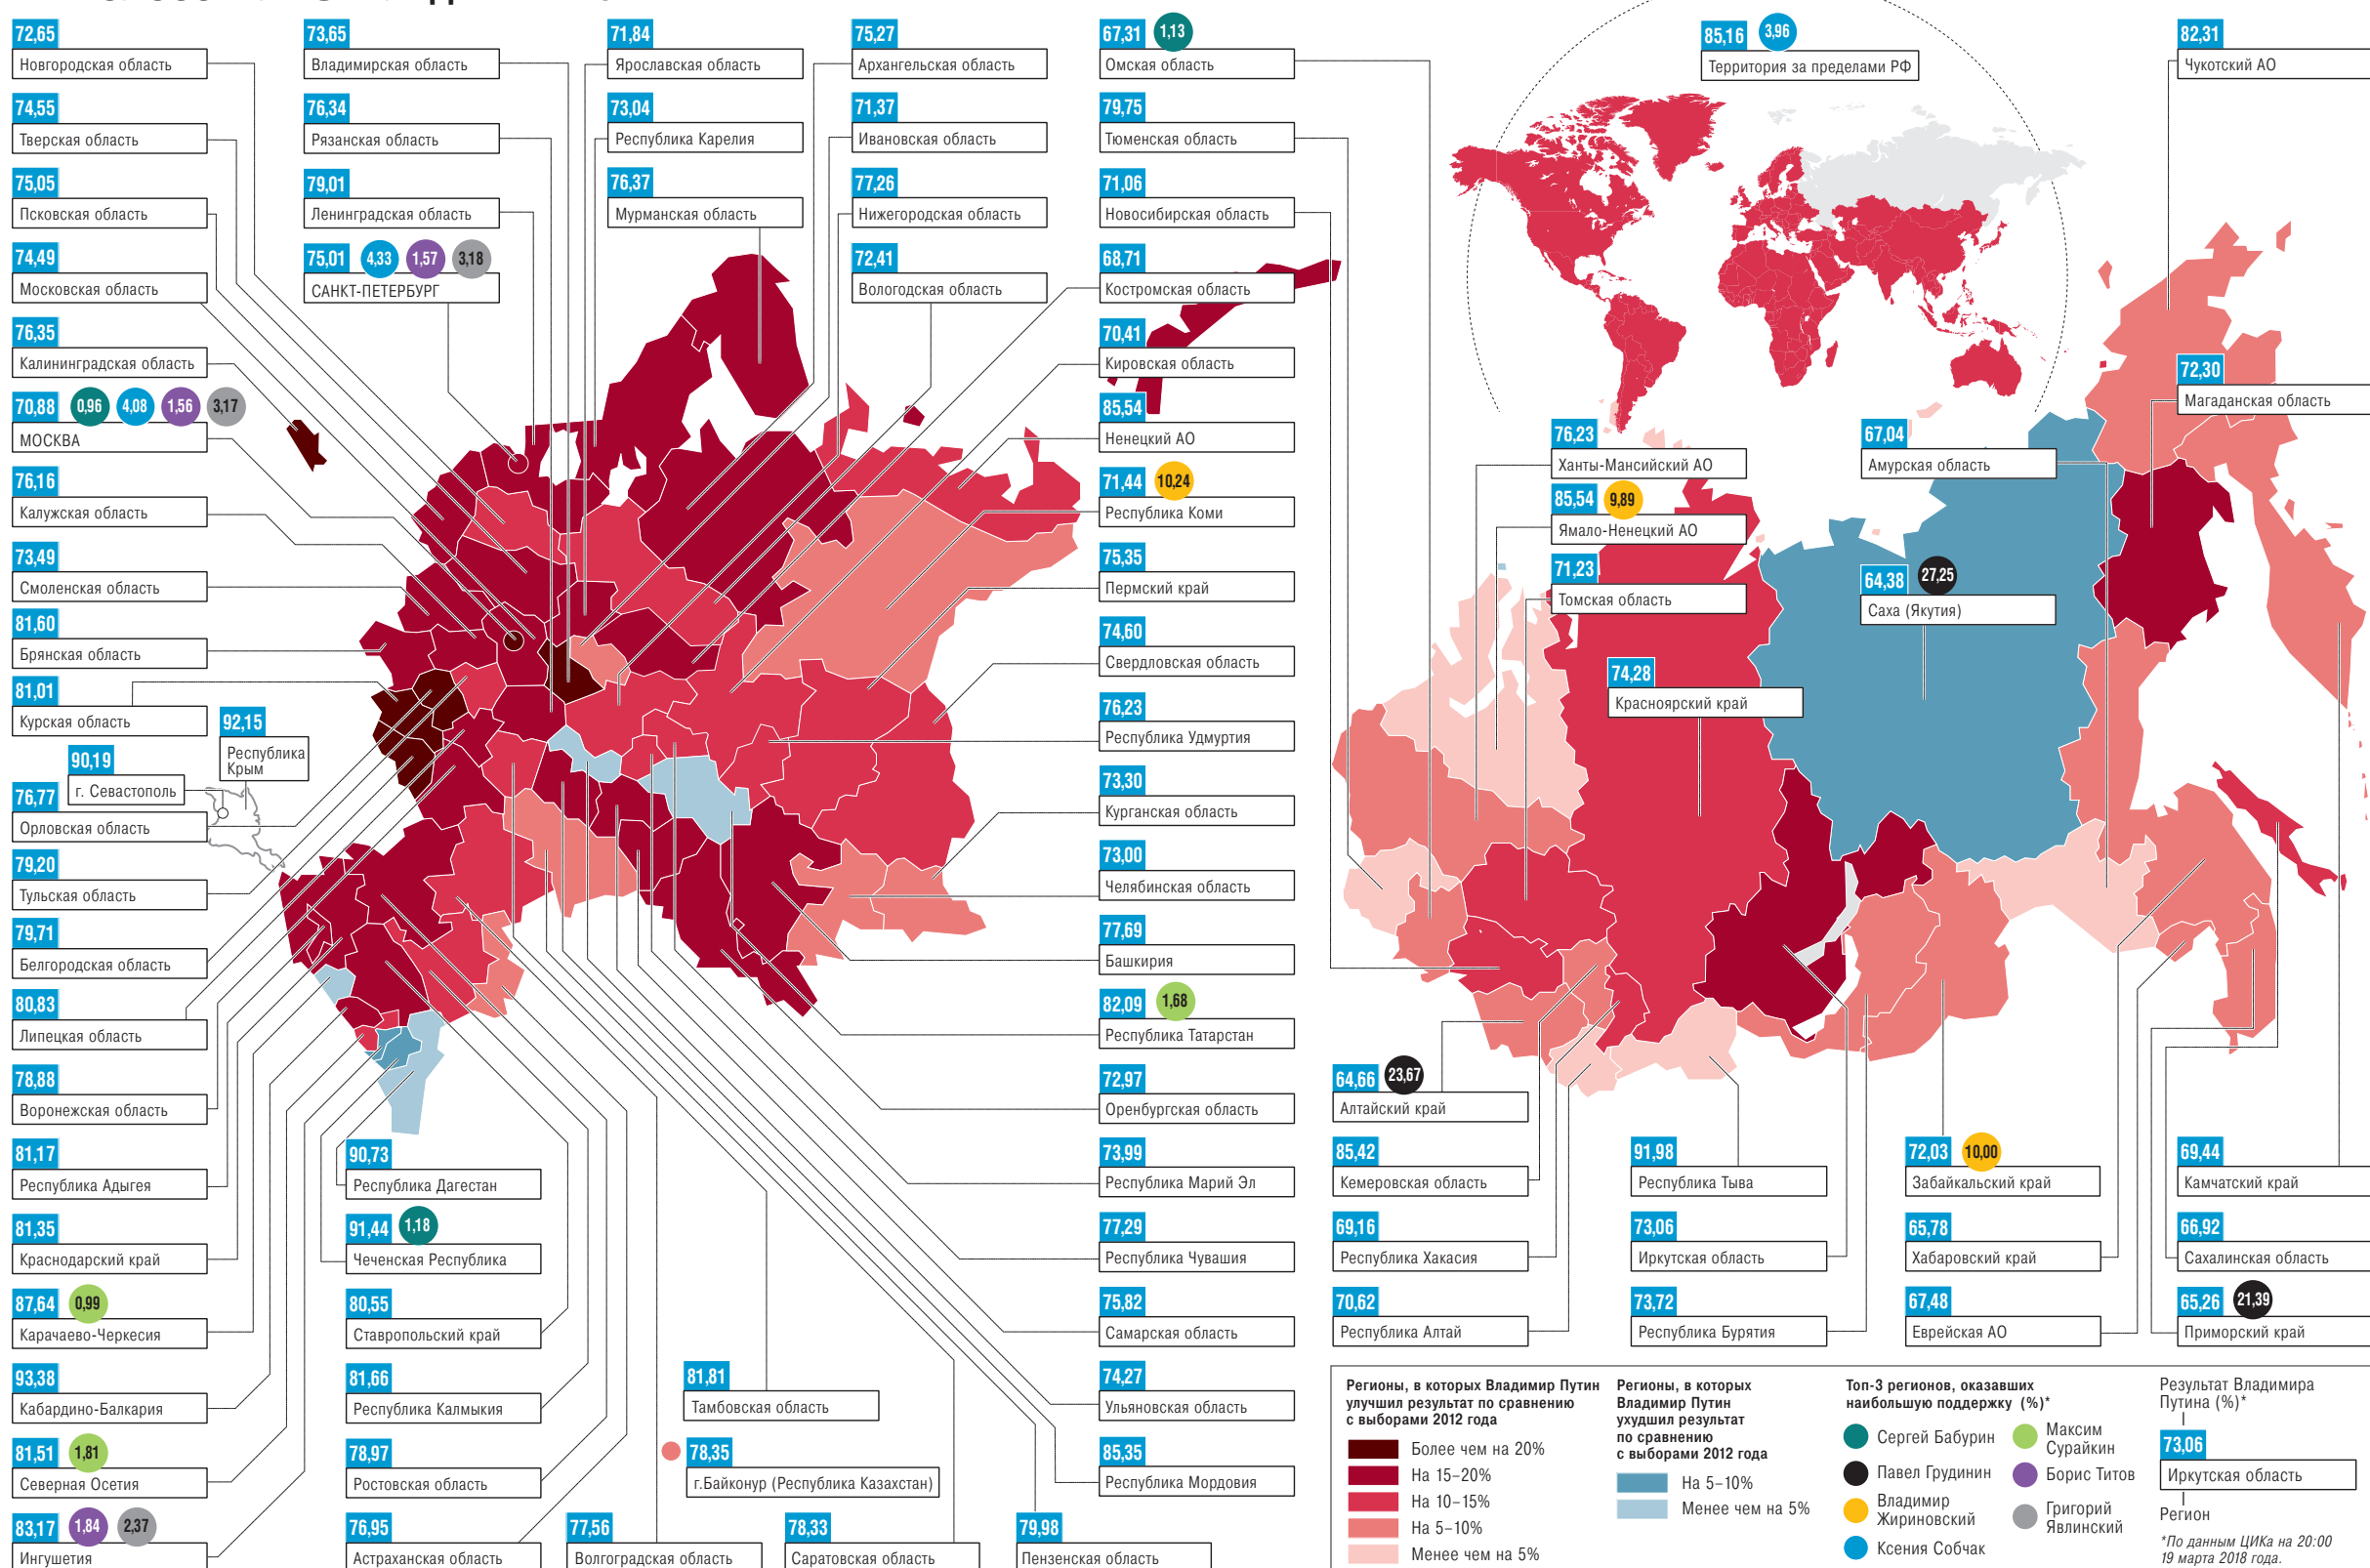 72,65
Новгородская область
74,55
Тверская область
75,05
Псковская область
74,49
Московская область
76,35
Калининградская область
70,88 0,96 4,08 1,56 3,17
МОСКВА
76,16
Калужская область
73,49
Смоленская область
81,60
Брянская область
81,01
Курская область
92,15
Республика
Крым
90,19
г. Севастополь
76,77
Орловская область
79,20
Тульская область
79,71
Белгородская область
80,83
Липецкая область
78,88
Воронежская область
81,17
Республика Адыгея
81,35
Краснодарский край
87,64 0,99
Карачаево-Черкесия
93,38
Кабардино-Балкария
81,51 1,81
Северная Осетия
83,17 1,84 2,37
Ингушетия
73,65
Владимирская область
76,34
Рязанская область
79,01
Ленинградская область
75,01 4,33 1,57 3,18
САНКТ-ПЕТЕРБУРГ
71,84
Ярославская область
73,04
Республика Карелия
76,37
Мурманская область
75,27
Архангельская область
71,37
Ивановская область
77,26
Нижегородская область
72,41
Вологодская область
90,73
Республика Дагестан
91,44 1,18
Чеченская Республика
80,55
Ставропольский край
81,66
Республика Калмыкия
78,97
Ростовская область
76,95
Астраханская область
81,81
Тамбовская область
78,35
г.Байконур (Республика Казахстан)
77,56
Волгоградская область
78,33
Саратовская область
79,98
Пензенская область
67,31 1,13
Омская область
79,75
Тюменская область
71,06
Новосибирская область
68,71
Костромская область
70,41
Кировская область
85,54
Ненецкий АО
71,44 10,24
Республика Коми
75,35
Пермский край
74,60
Свердловская область
76,23
Республика Удмуртия
73,30
Курганская область
73,00
Челябинская область
77,69
Башкирия
82,09 1,68
Республика Татарстан
72,97
Оренбургская область
73,99
Республика Марий Эл
77,29
Республика Чувашия
75,82
Самарская область
74,27
Ульяновская область
85,35
Республика Мордовия
85,16 3,96
Территория за пределами РФ
82,31
Чукотский АО
72,30
Магаданская область
76,23
Ханты-Мансийский АО
85,54 9,89
Ямало-Ненецкий АО
71,23
Томская область
67,04
Амурская область
64,38 27,25
Саха (Якутия)
74,28
Красноярский край
64,66 23,67
Алтайский край
85,42
Кемеровская область
69,16
Республика Хакасия
70,62
Республика Алтай
91,98
Республика Тыва
73,06
Иркутская область
73,72
Республика Бурятия
72,03 10,00
Забайкальский край
65,78
Хабаровский край
67,48
Еврейская АО
69,44
Камчатский край
66,92
Сахалинская область
65,26 21,39
Приморский край
Регионы, в которых Владимир Путин
улучшил результат по сравнению
с выборами 2012 года
Более чем на 20%
На 15–20%
На 10–15%
На 5–10%
Менее чем на 5%
Регионы, в которых
Владимир Путин
ухудшил результат
по сравнению
с выборами 2012 года
На 5–10%
Менее чем на 5%
Топ-3 регионов, оказавших
наибольшую поддержку (%)*
Сергей Бабурин
Павел Грудинин
Владимир
Жириновский
Ксения Собчак
Максим
Сурайкин
Борис Титов
Григорий
Явлинский
Результат Владимира
Путина (%)*
73,06
Иркутская область
Регион
*По данным ЦИКа на 20:00
19 марта 2018 года.